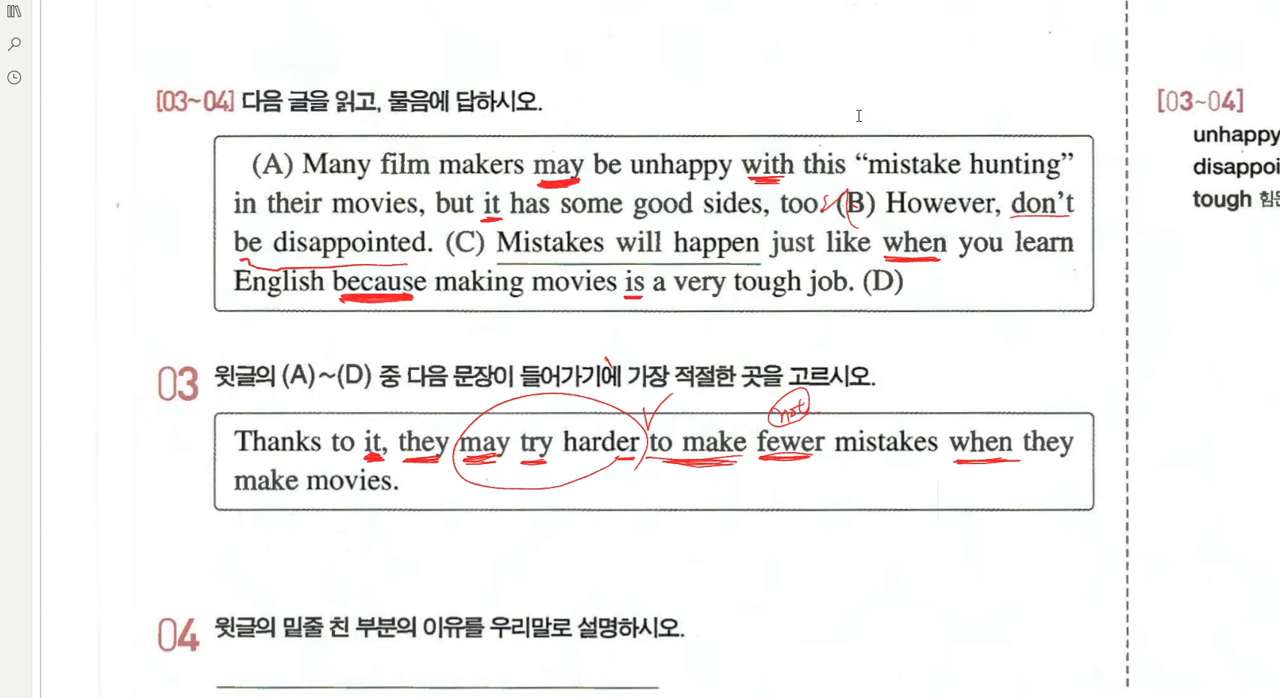 [03~04] 다음 글을 읽고, 물음에 답하시오.
(A) Many film makers may be unhappy with this “mistake hunting”
in their movies, but it has some good sides, too. (B) However, don’t
be disappointed. (C) Mistakes will happen just like when you learn
English because making movies is a very tough job. (D)
03 윗글의 (A)~(D) 중 다음 문장이 들어가기에 가장 적절한 곳을 고르시오.
not
Thanks to it, they may try harder to make fewer mistakes when they
make movies.
04 윗글의 밑줄 친 부분의 이유를 우리말로 설명하시오.
[03~04]
unhappy
disappoi
tough